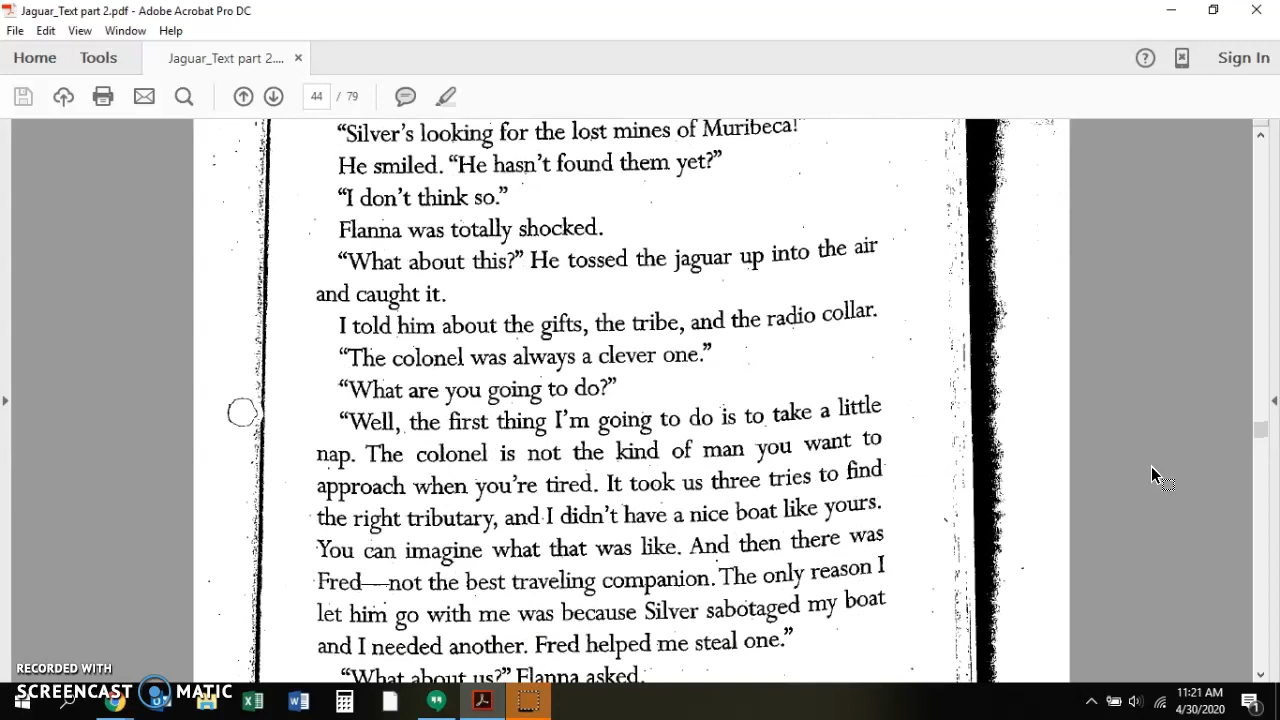 Jaguar_Text part 2.pdf - Adobe Acrobat Pro DC
File Edit View Window Help
Home Tools Jaguar_Text part 2.... × Sign In
44 / 79
“Silver’s looking for the lost mines of Muribeca!”
He smiled. “He hasn’t found them yet?”
“I don’t think so.”
Flanna was totally shocked.
“What about this?” He tossed the jaguar up into the air
and caught it.
I told him about the gifts, the tribe, and the radio collar.
“The colonel was always a clever one.”
“What are you going to do?”
“Well, the first thing I’m going to do is to take a little
nap. The colonel is not the kind of man you want to
approach when you’re tired. It took us three tries to find
the right tributary, and I didn’t have a nice boat like yours.
You can imagine what that was like. And then there was
Fred—not the best traveling companion. The only reason I
let him go with me was because Silver sabotaged my boat
and I needed another. Fred helped me steal one.”
“What about us?” Flanna asked.
RECORDED WITH
SCREENCAST MATIC
11:21 AM
4/30/2020